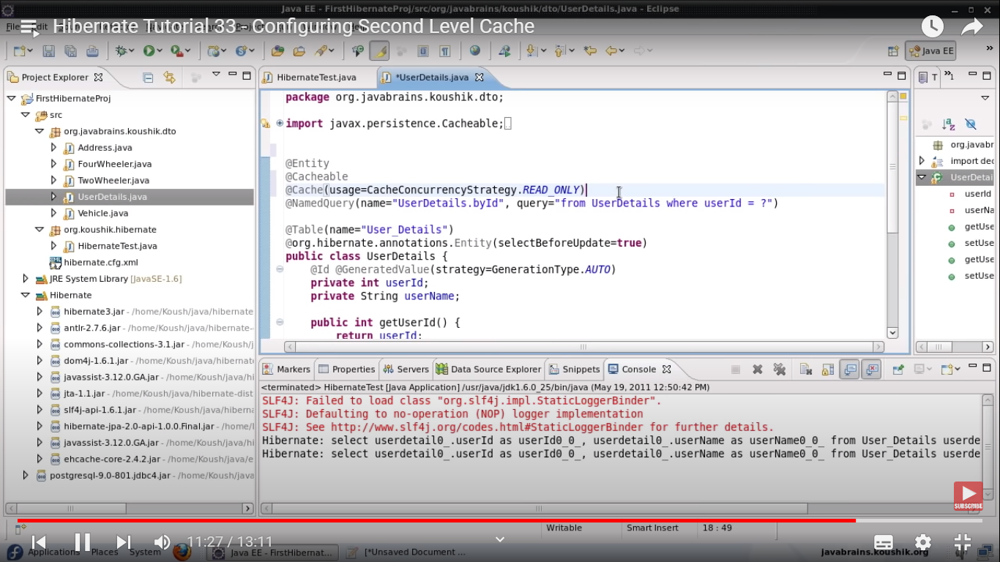 Java EE - FirstHibernateProj/src/org/javabrains/koushik/dto/UserDetails.java - Eclipse
Hibernate Tutorial 33 - Configuring Second Level Cache
Java EE
Project Explorer
HibernateTest.java
*UserDetails.java
T
1
FirstHibernateProj
src
org.javabrains.koushik.dto
Address.java
FourWheeler.java
TwoWheeler.java
UserDetails.java
Vehicle.java
org.koushik.hibernate
HibernateTest.java
hibernate.cfg.xml
JRE System Library [JavaSE-1.6]
Hibernate
hibernate3.jar - /home/Koush/java/hibernate
antlr-2.7.6.jar - /home/Koush/java/hibernate-
commons-collections-3.1.jar - /home/Koush/j
dom4j-1.6.1.jar - /home/Koush/java/hibernat
javassist-3.12.0.GA.jar - /home/Koush/java/h
jta-1.1.jar - /home/Koush/java/hibernate-dist
slf4j-api-1.6.1.jar - /home/Koush/java/hibern
hibernate-jpa-2.0-api-1.0.0.Final.jar - /home/
javassist-3.12.0.GA.jar - /home/Koush/java/h
ehcache-core-2.4.2.jar - /home/Koush/java/e
postgresql-9.0-801.jdbc4.jar - /home/Koush/java
package org.javabrains.koushik.dto;
import javax.persistence.Cacheable;
@Entity
@Cacheable
@Cache(usage=CacheConcurrencyStrategy.READ_ONLY)
@NamedQuery(name="UserDetails.byId", query="from UserDetails where userId = ?")
@Table(name="User_Details")
@org.hibernate.annotations.Entity(selectBeforeUpdate=true)
public class UserDetails {
@Id @GeneratedValue(strategy=GenerationType.AUTO)
private int userId;
private String userName;
public int getUserId() {
return userId;
org.javabr
import dec
UserDetai
userId
userNa
getUse
setUse
getUse
setUse
Markers
Properties
Servers
Data Source Explorer
Snippets
Console
<terminated> HibernateTest [Java Application] /usr/java/jdk1.6.0_25/bin/java (May 19, 2011 12:50:42 PM)
SLF4J: Failed to load class "org.slf4j.impl.StaticLoggerBinder".
SLF4J: Defaulting to no-operation (NOP) logger implementation
SLF4J: See http://www.slf4j.org/codes.html#StaticLoggerBinder for further details.
Hibernate: select userdetail0_.userId as userId0_0_, userdetail0_.userName as userName0_0_ from User_Details userde
Hibernate: select userdetail0_.userId as userId0_0_, userdetail0_.userName as userName0_0_ from User_Details userde
SUBSCRIBE
Writable
Smart Insert
18 : 49
11:27 / 13:11
Applications Places System
Java EE - FirstHibernat...
[*Unsaved Document ...
javabrains.koushik.org